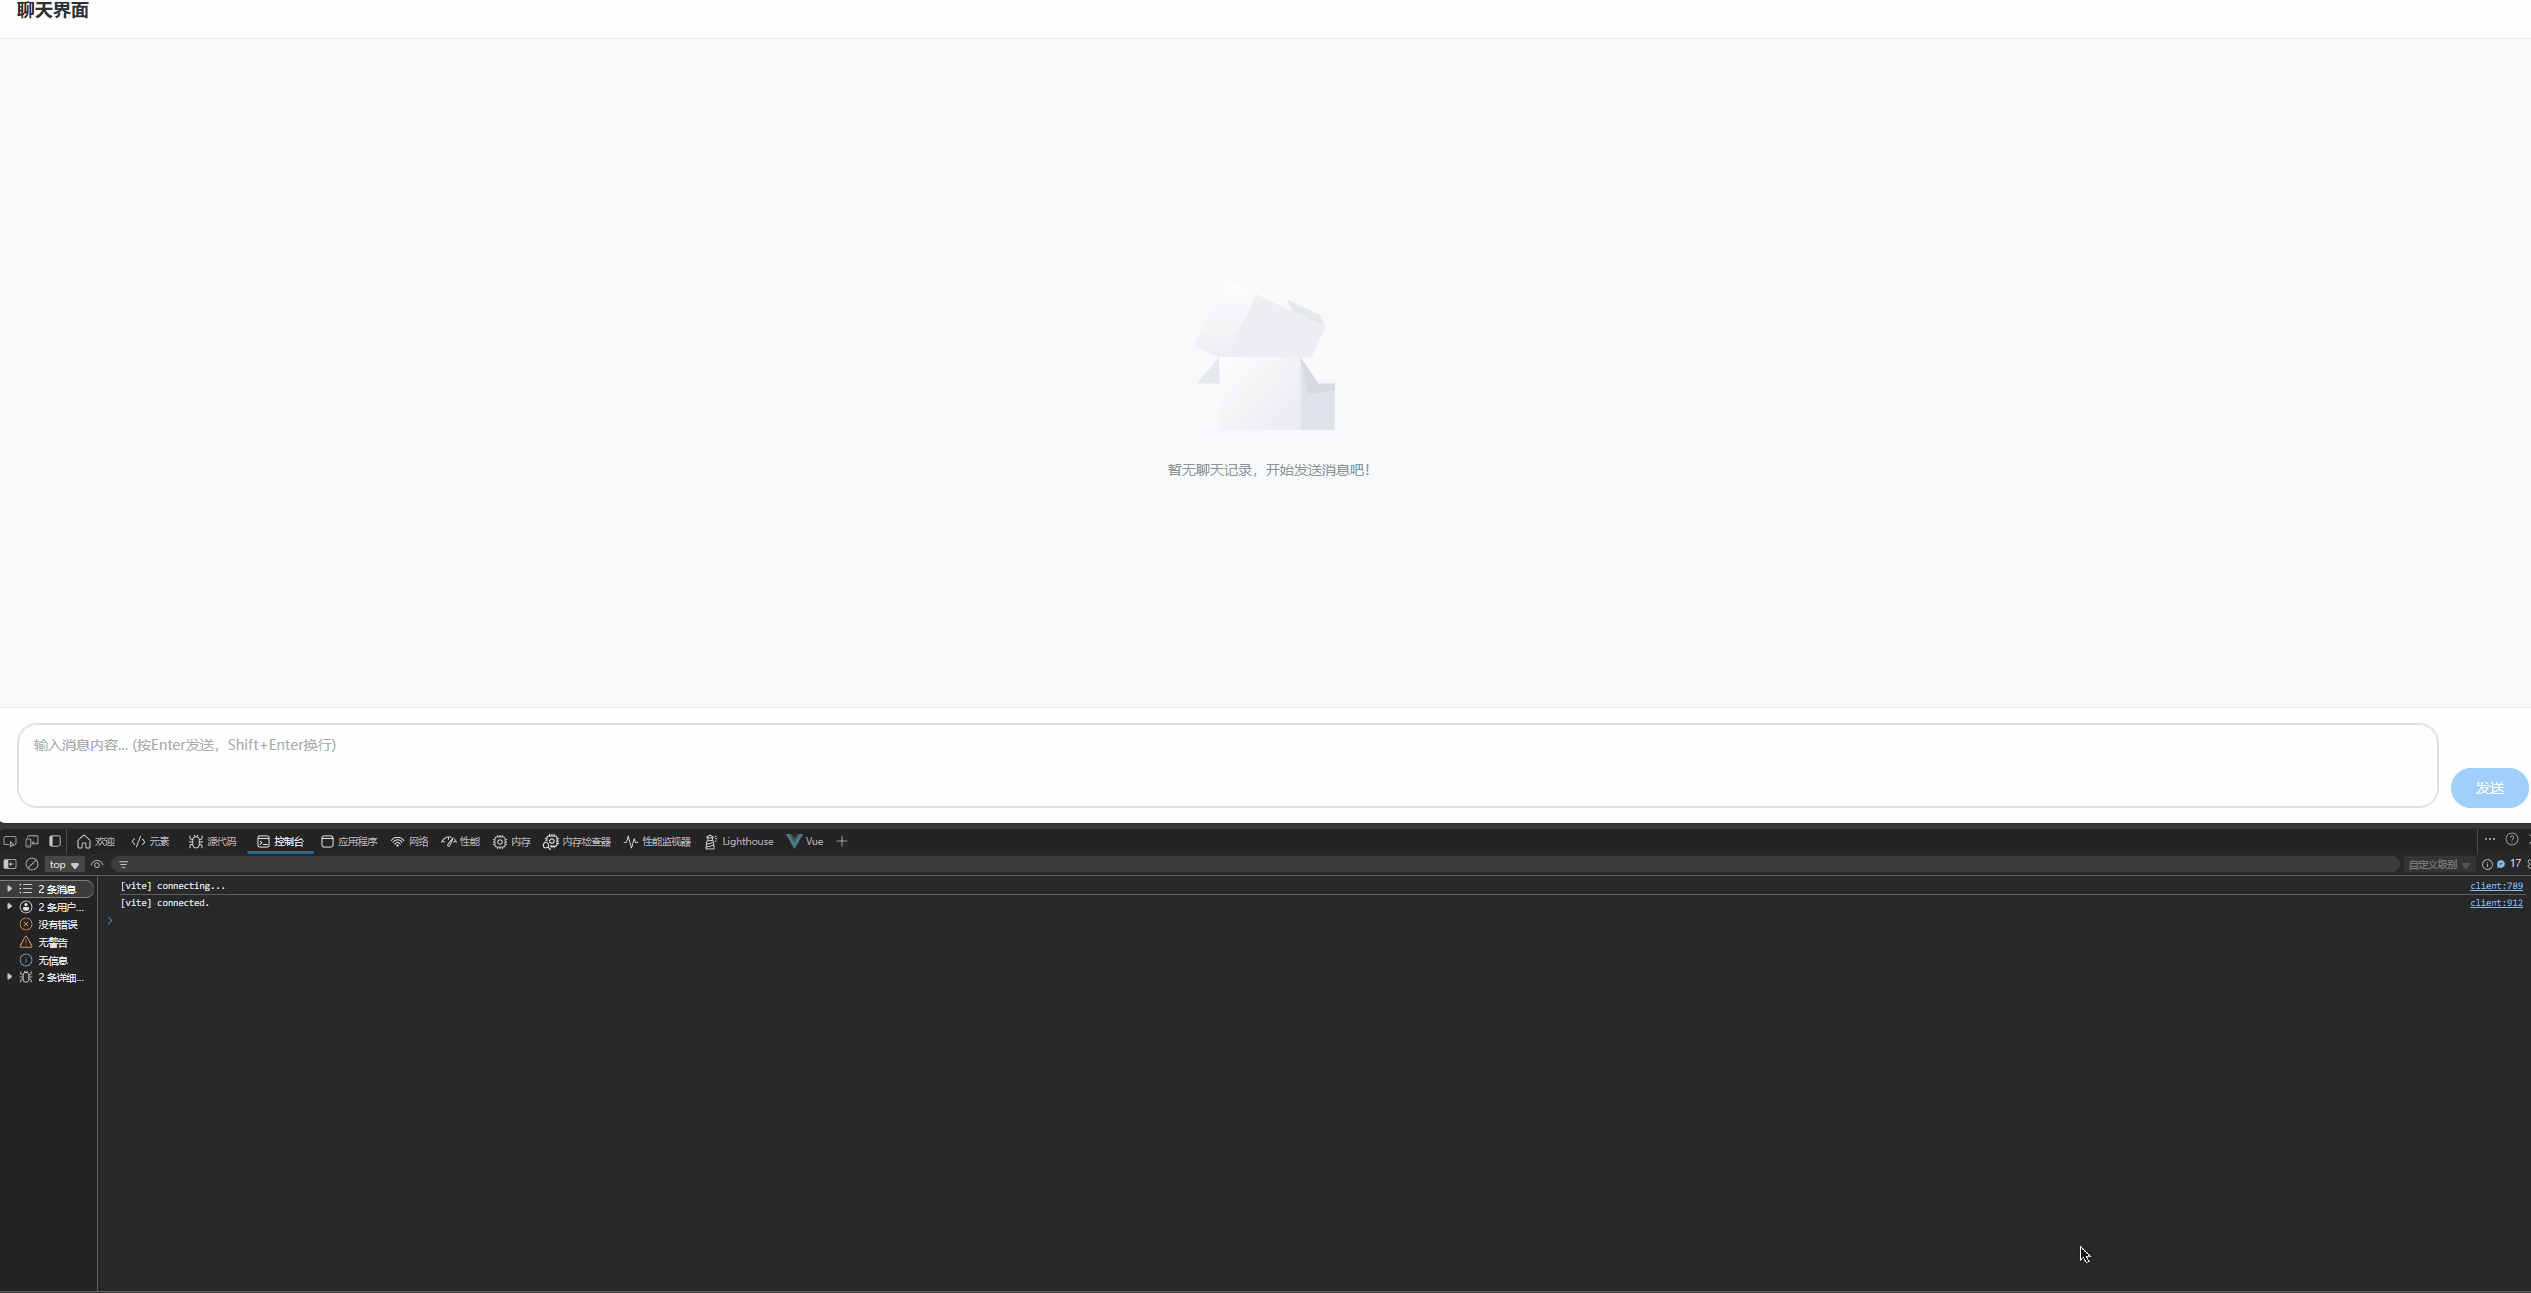 聊天界面
暂无聊天记录，开始发送消息吧！
输入消息内容... (按Enter发送，Shift+Enter换行)
发送
欢迎 元素 源代码 控制台 应用程序 网络 性能 内存 内存检查器 性能监视器 Lighthouse Vue
top 自定义级别 17
2 条消息 [vite] connecting... client:789
2 条用户... [vite] connected. client:912
没有错误
无警告
无信息
2 条详细...